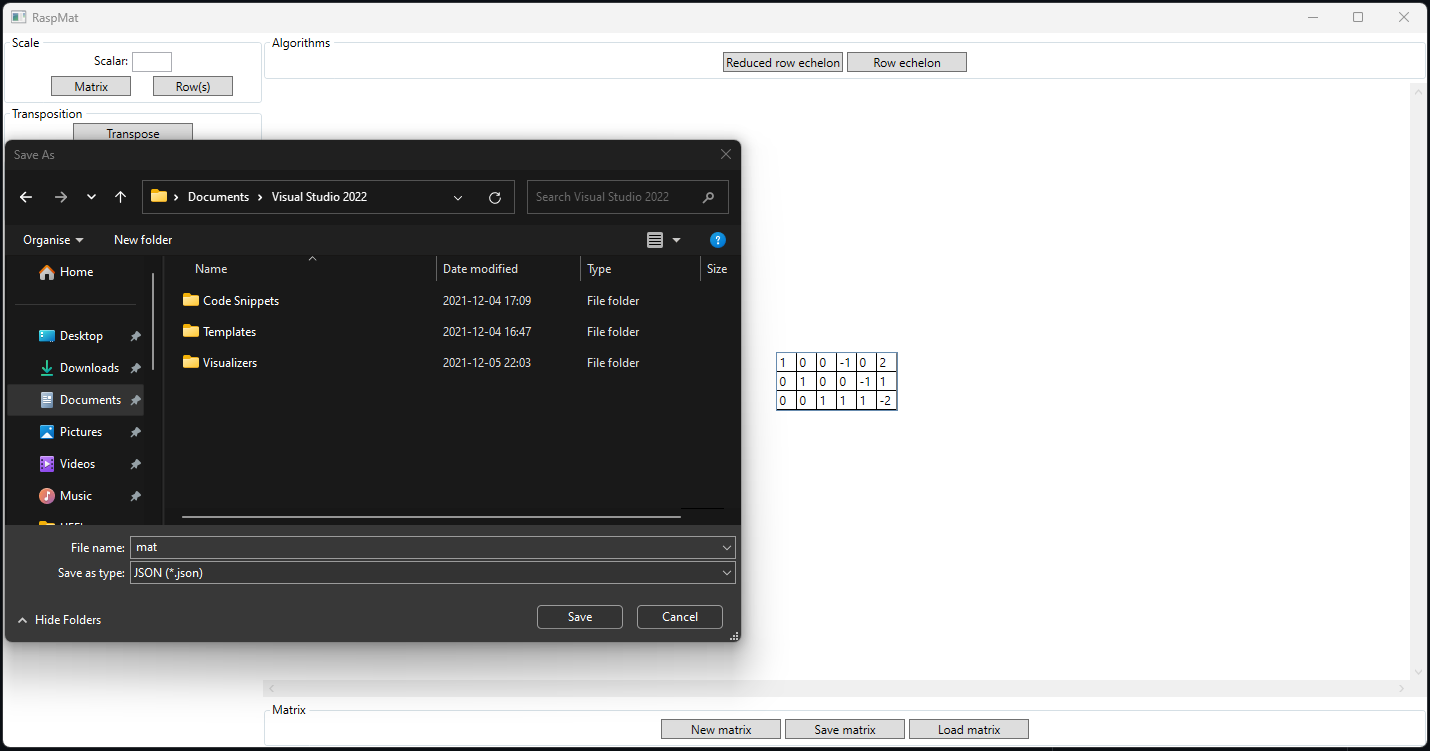 RaspMat
Scale
Scalar:
Matrix
Row(s)
Algorithms
Reduced row echelon
Row echelon
Transposition
Transpose
Save As
Documents
Visual Studio 2022
Search Visual Studio 2022
Organise
New folder
Home
Desktop
Downloads
Documents
Pictures
Videos
Music
Name Date modified Type Size
Code Snippets 2021-12-04 17:09 File folder
Templates 2021-12-04 16:47 File folder
Visualizers 2021-12-05 22:03 File folder
File name: mat
Save as type: JSON (*.json)
Hide Folders
Save
Cancel
1 0 0 -1 0 2
0 1 0 0 -1 1
0 0 1 1 1 -2
Matrix
New matrix
Save matrix
Load matrix